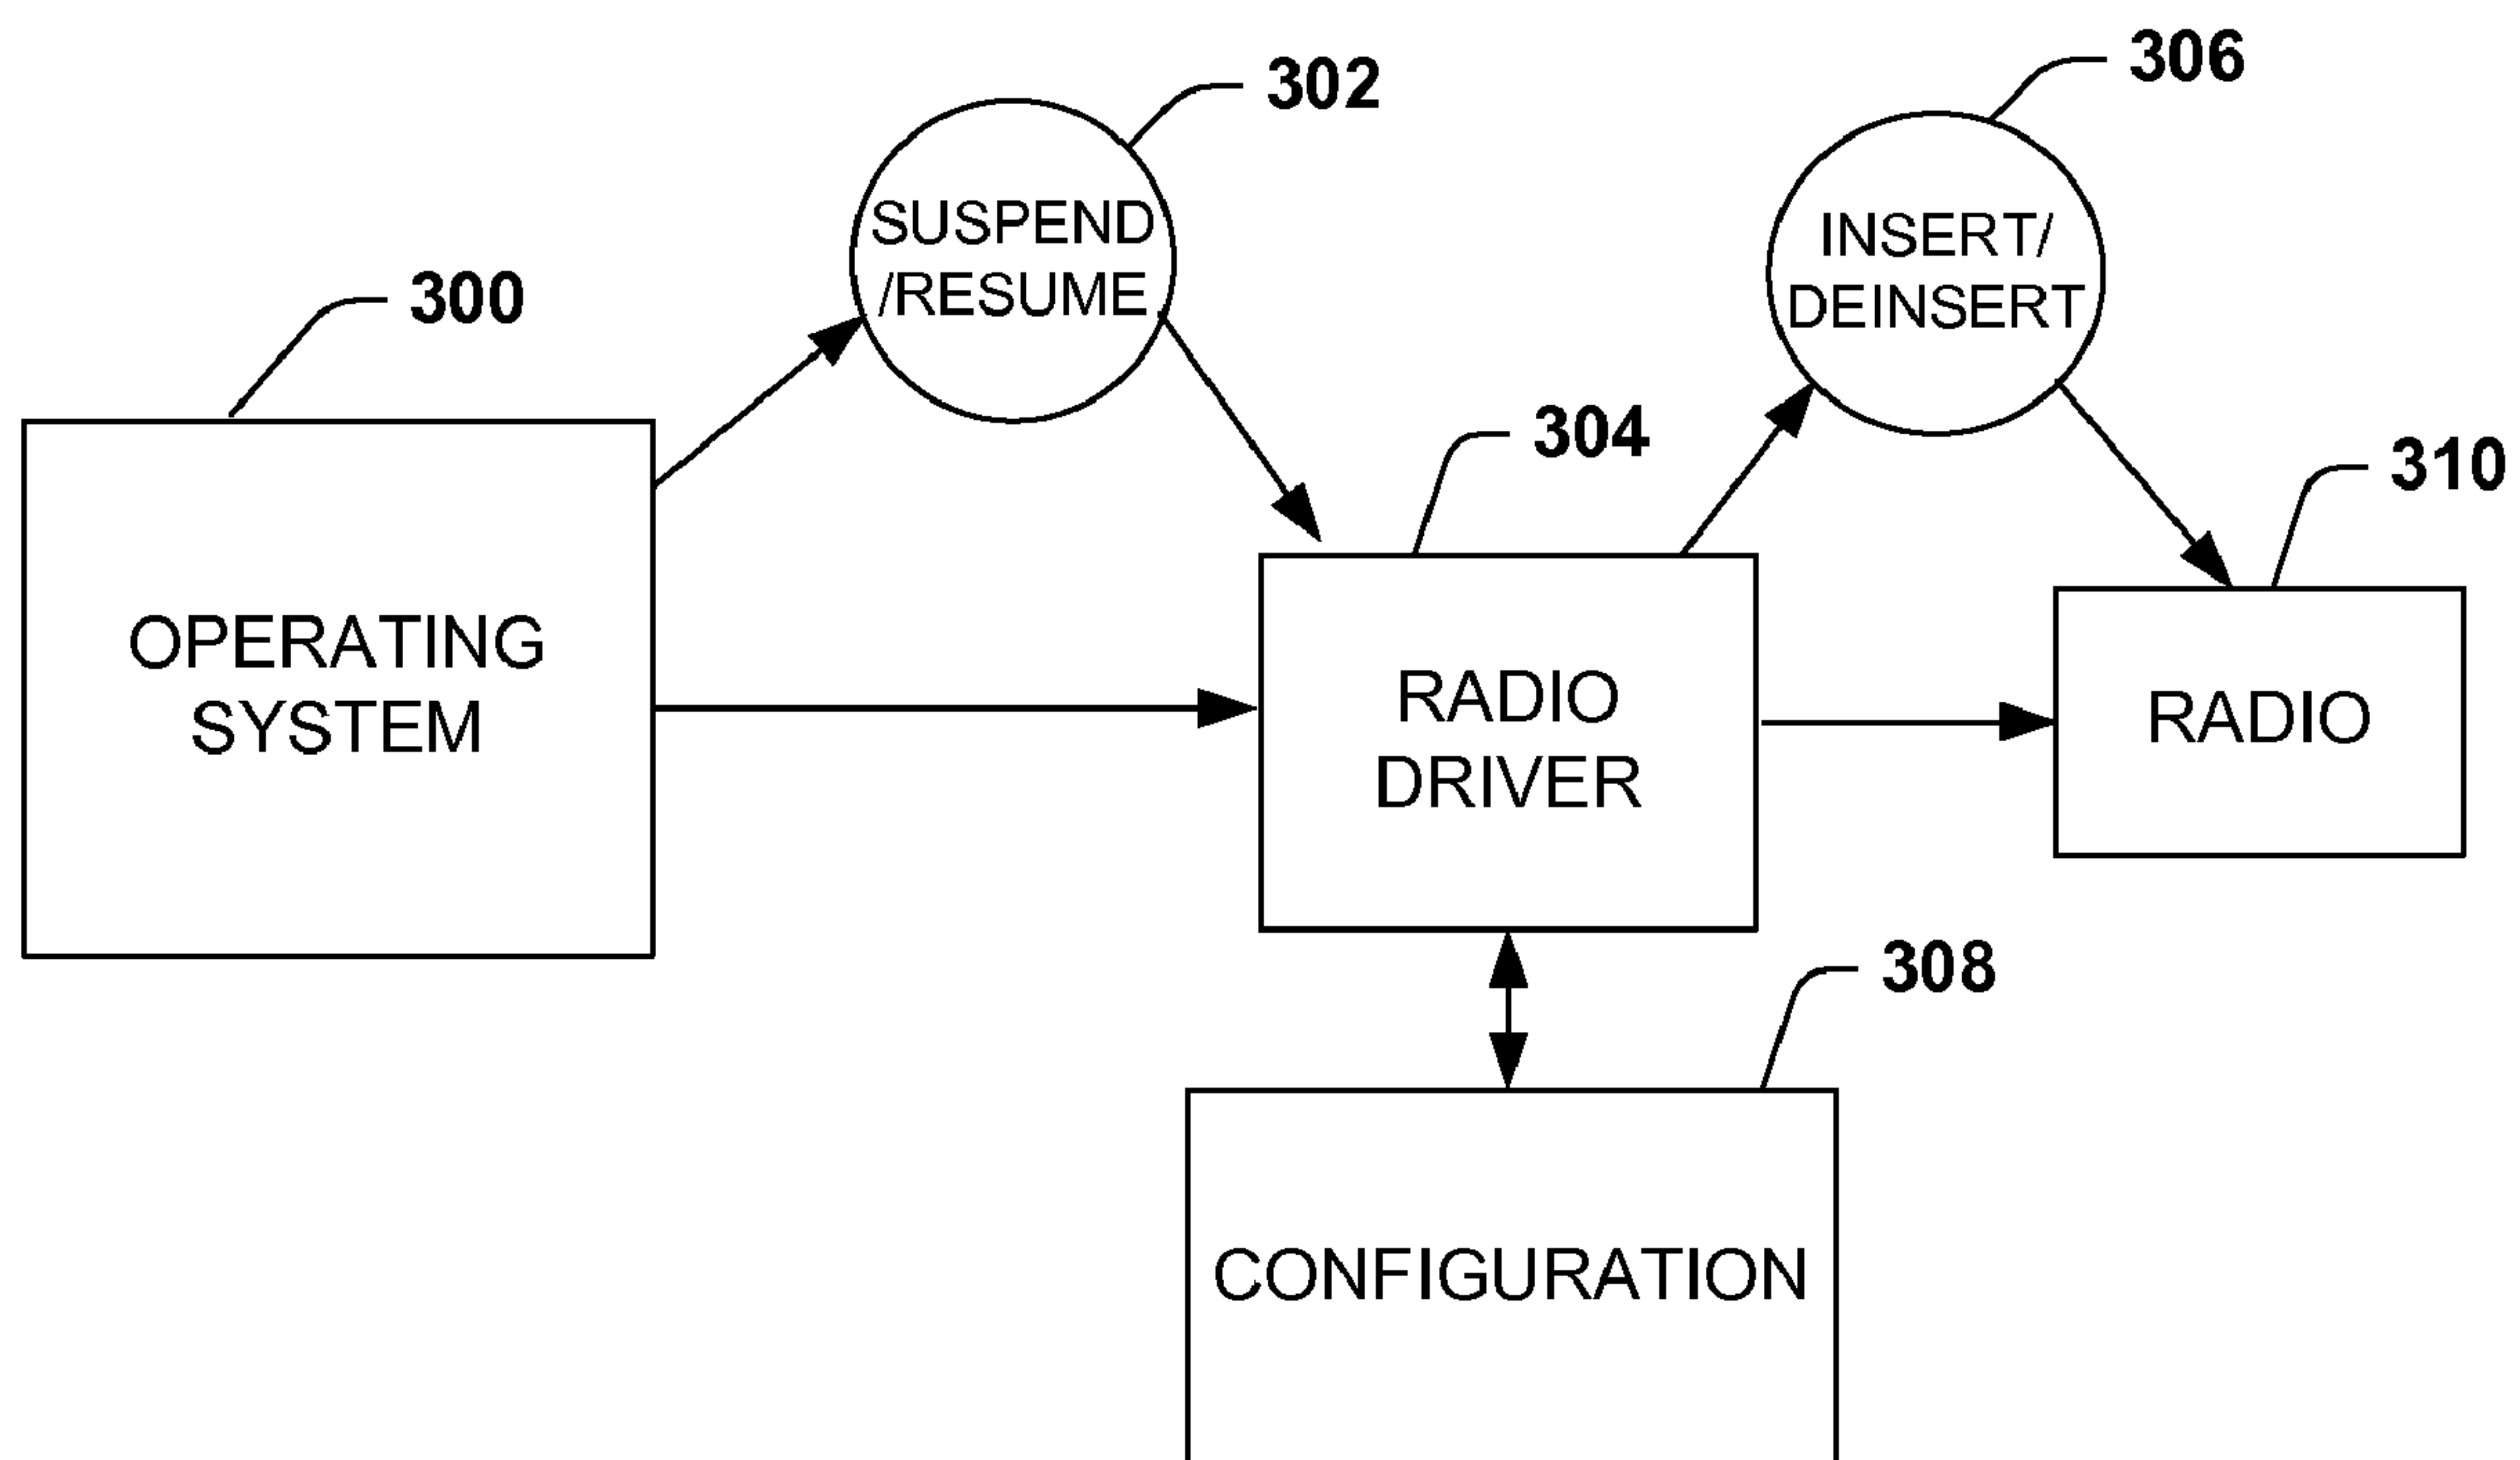 306
302
SUSPEND
/RESUME
INSERT/
DEINSERT
300
304
310
OPERATING
SYSTEM
RADIO
DRIVER
RADIO
308
CONFIGURATION